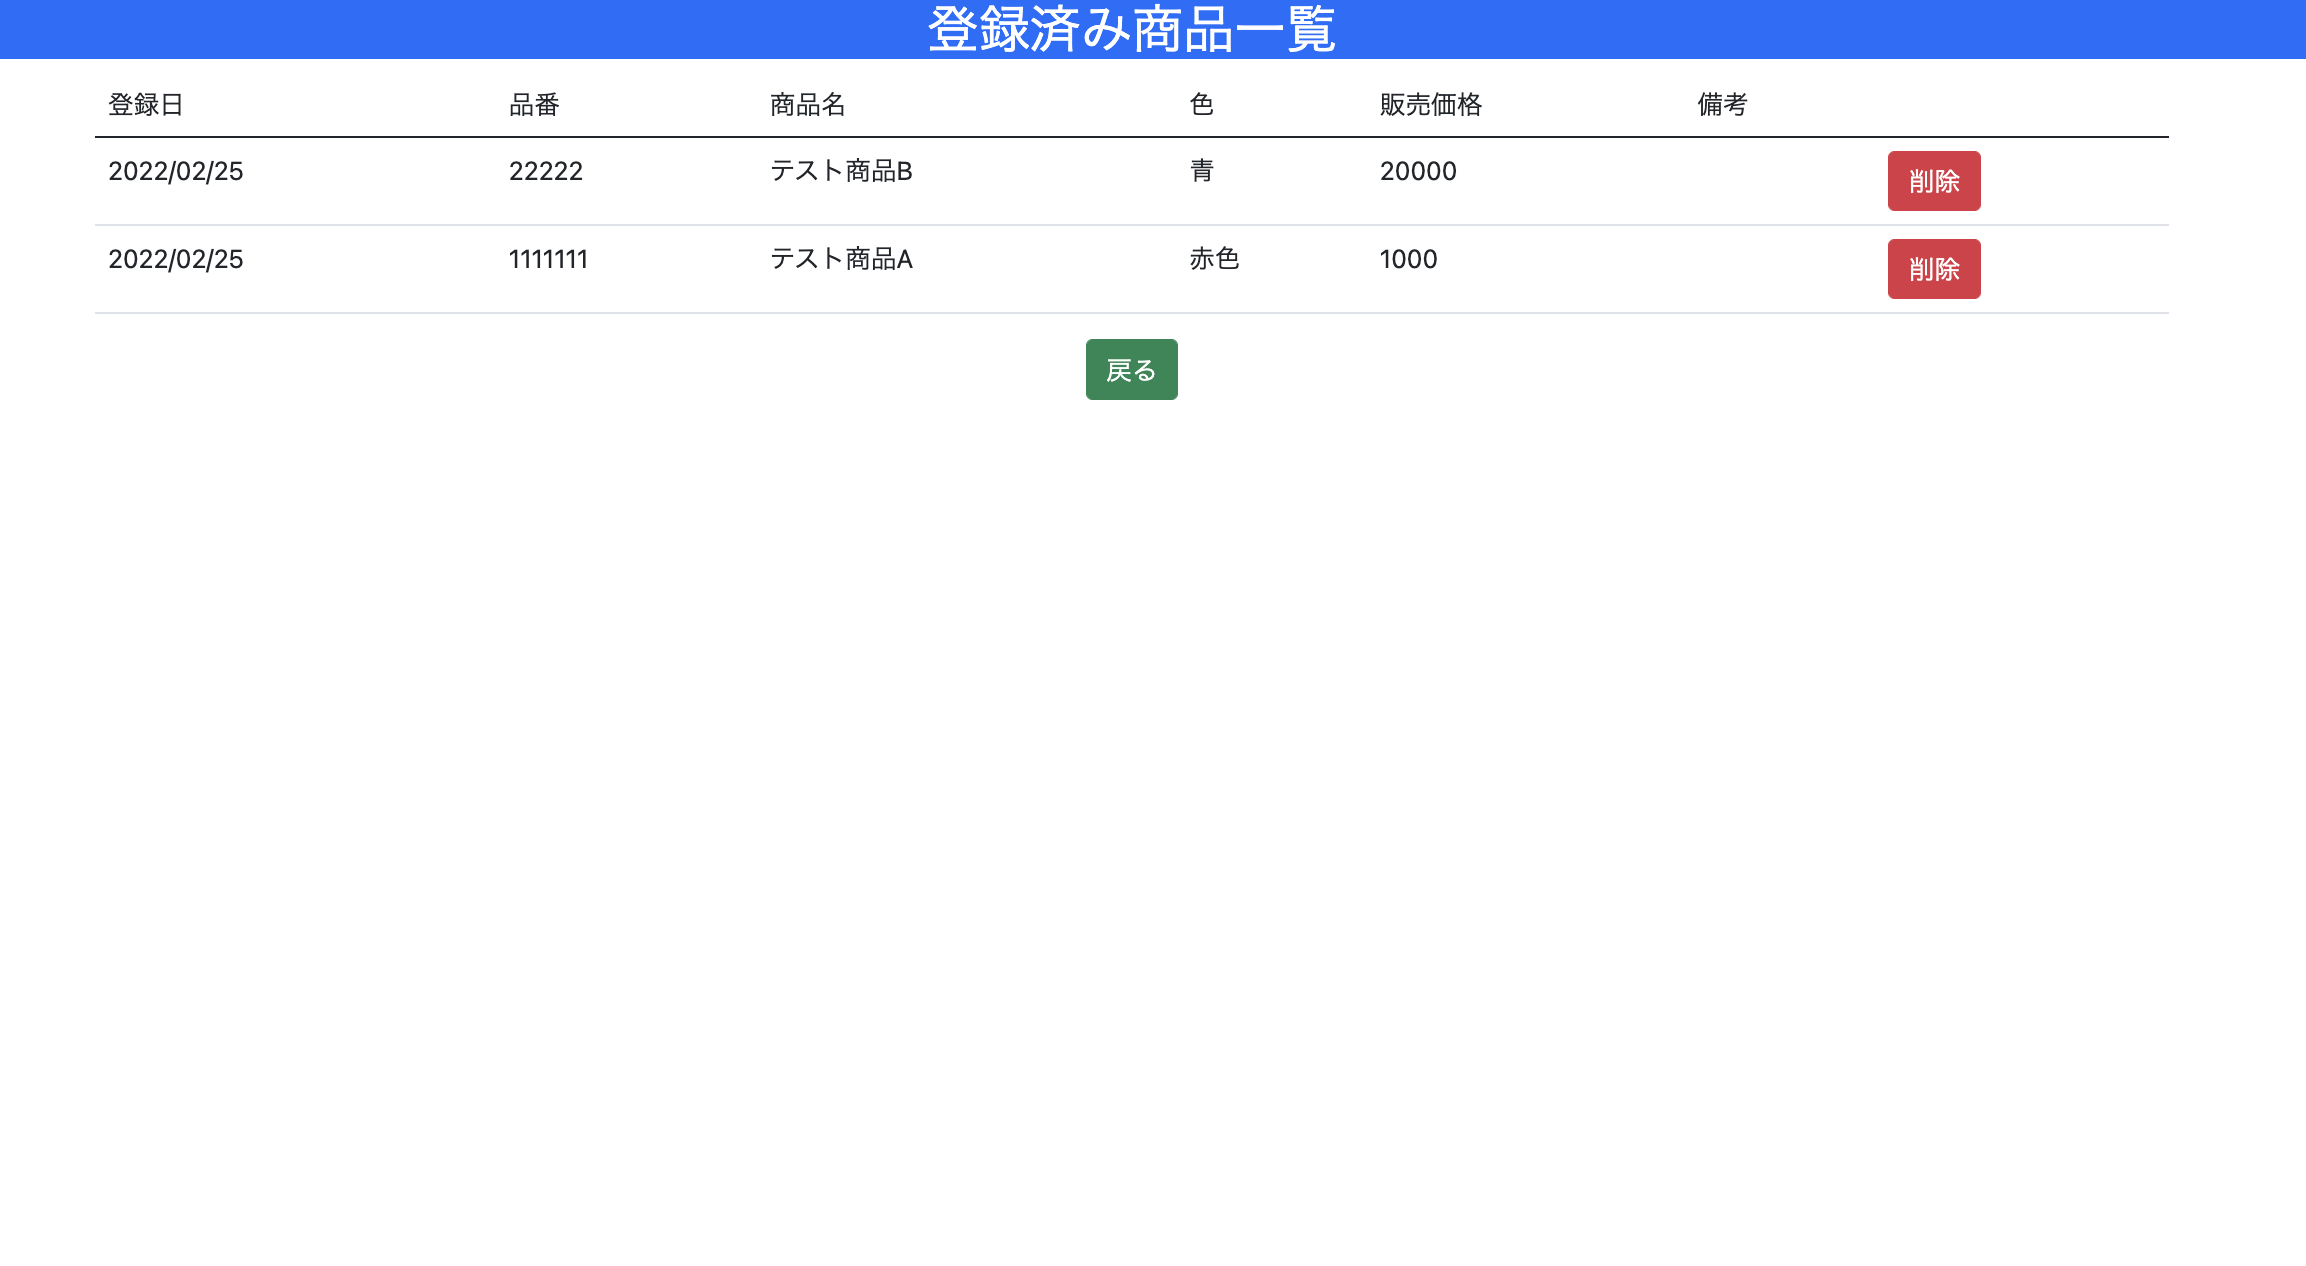 登録済み商品一覧
登録日 品番 商品名 色 販売価格 備考
2022/02/25 22222 テスト商品B 青 20000 削除
2022/02/25 1111111 テスト商品A 赤色 1000 削除
戻る